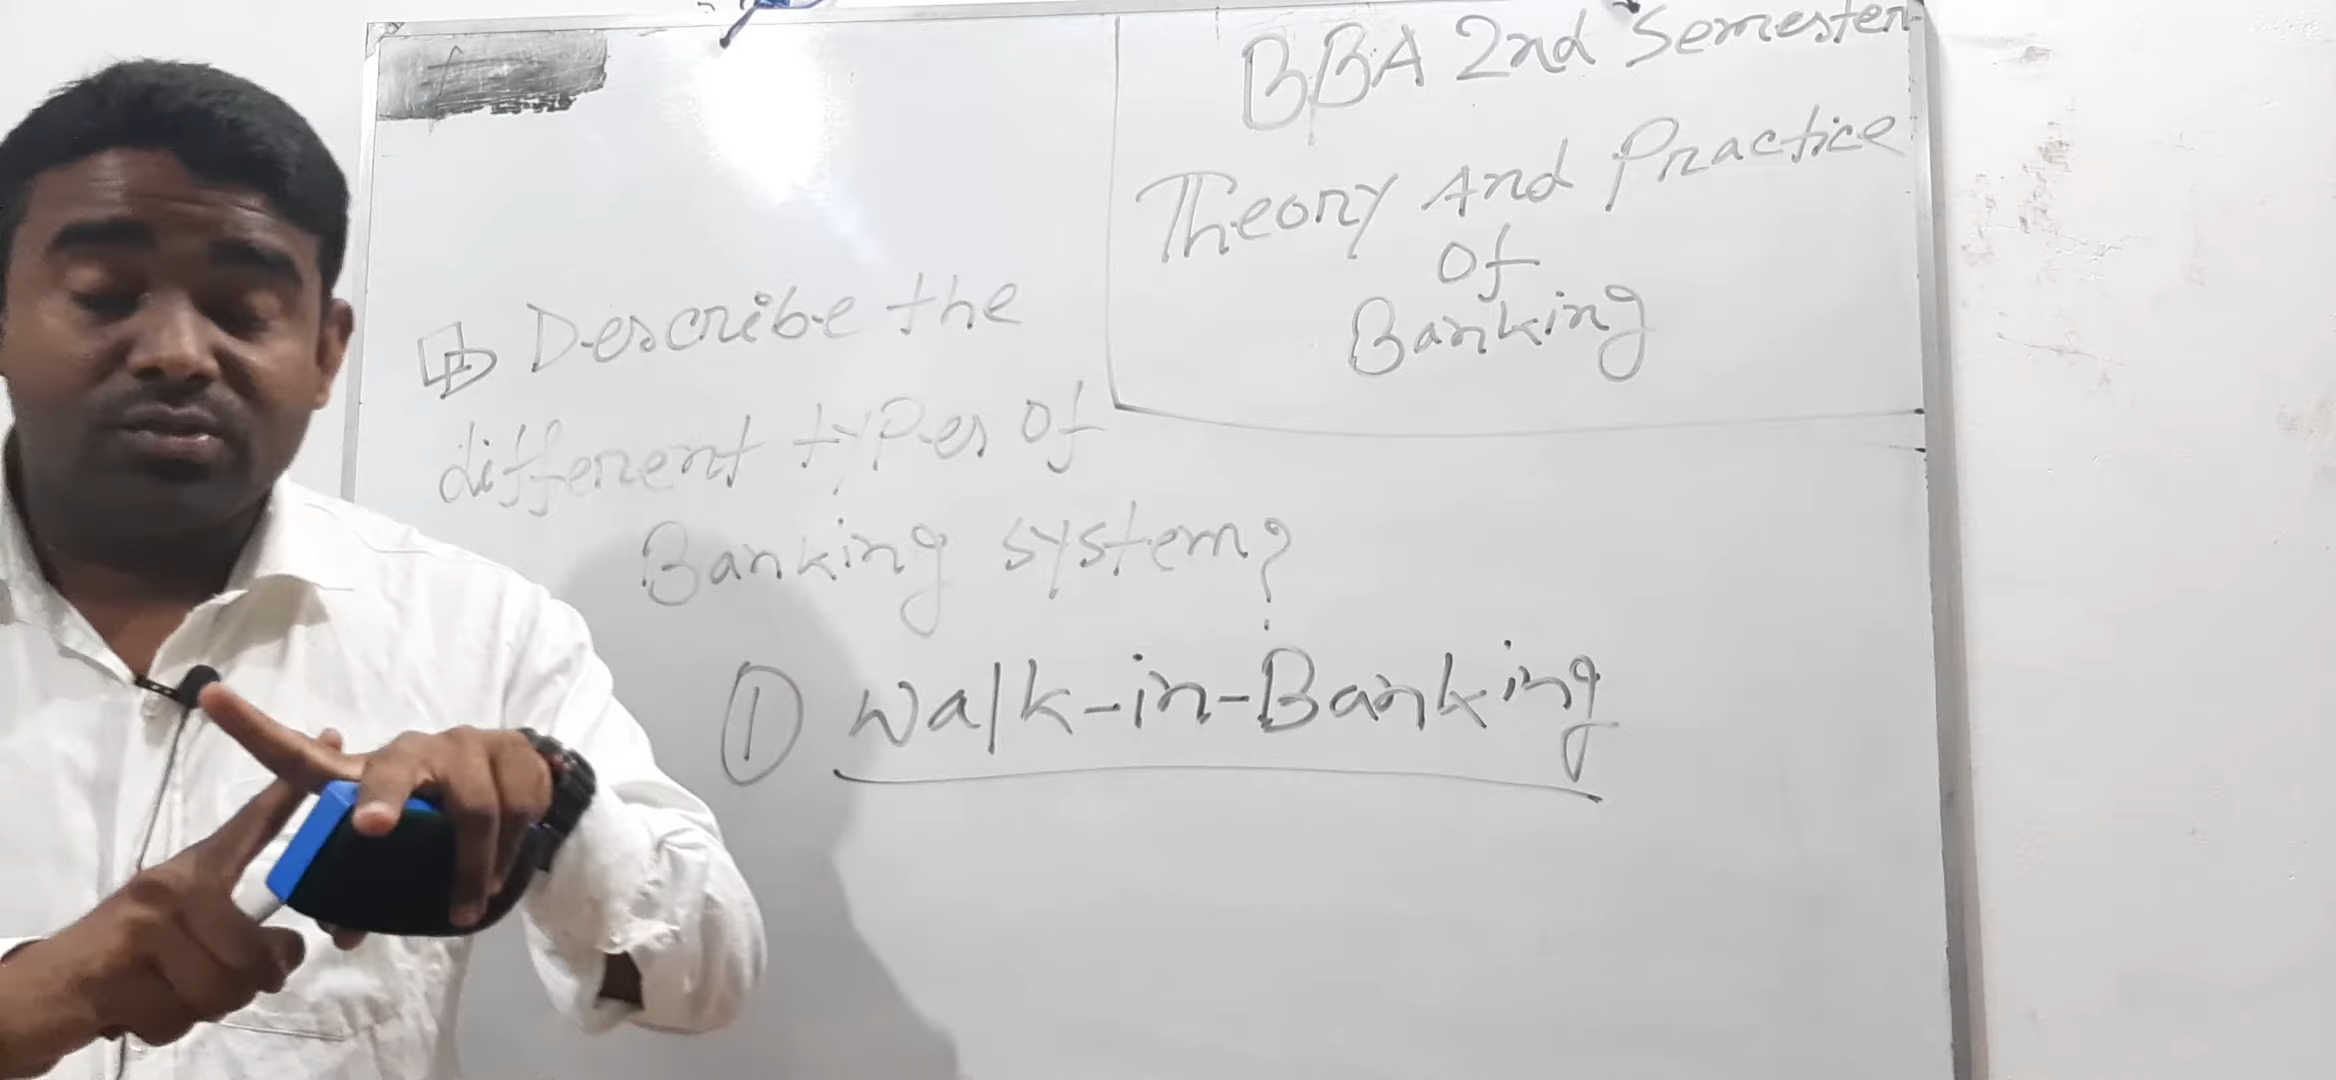 BBA 2nd Semester
Theory And Practice
Of
Banking
Describe the
different types of
Banking system?
① Walk-in-Banking